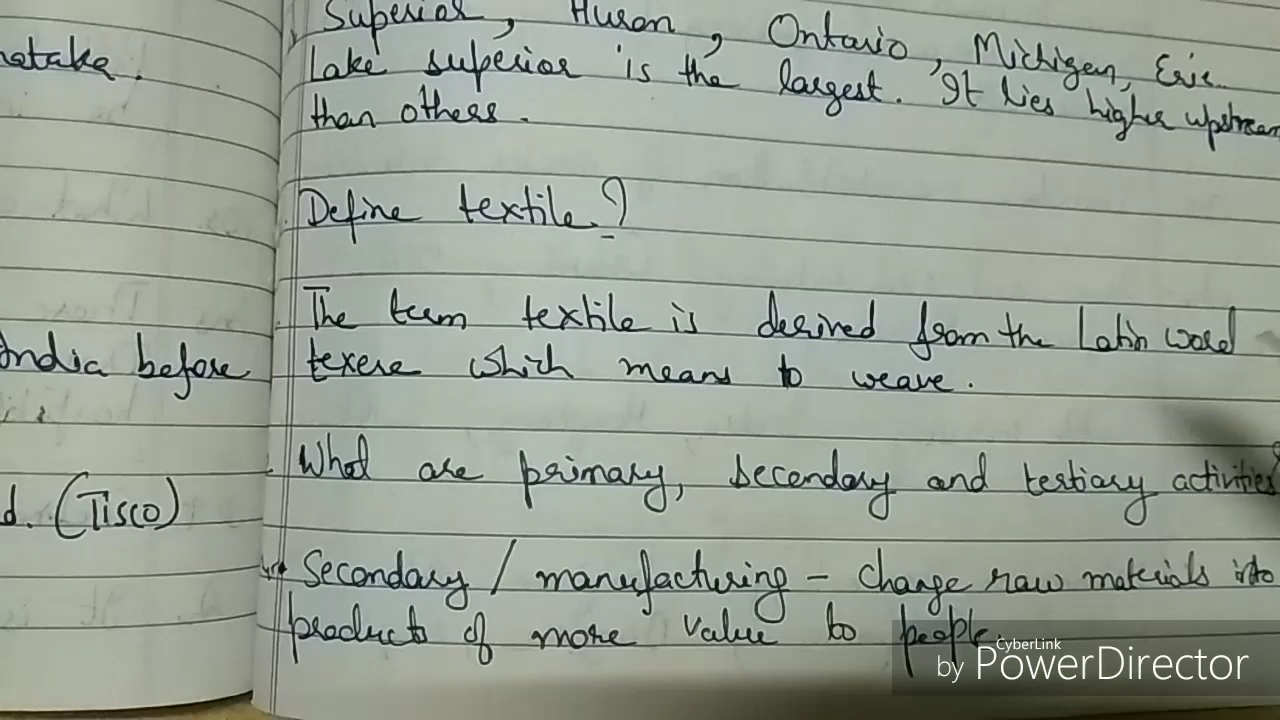 nataka.
India before
d. (Tisco)
Superior, Huron, Ontario, Michigan, Erie.
Lake superior is the largest. It lies higher upstream
than others.
Define textile?
The term textile is derived from the Latin word
texere which means to weave.
What are primary, secondary and tertiary activities?
Secondary / manufacturing - change raw materials into
products of more value to people.
CyberLink
by PowerDirector